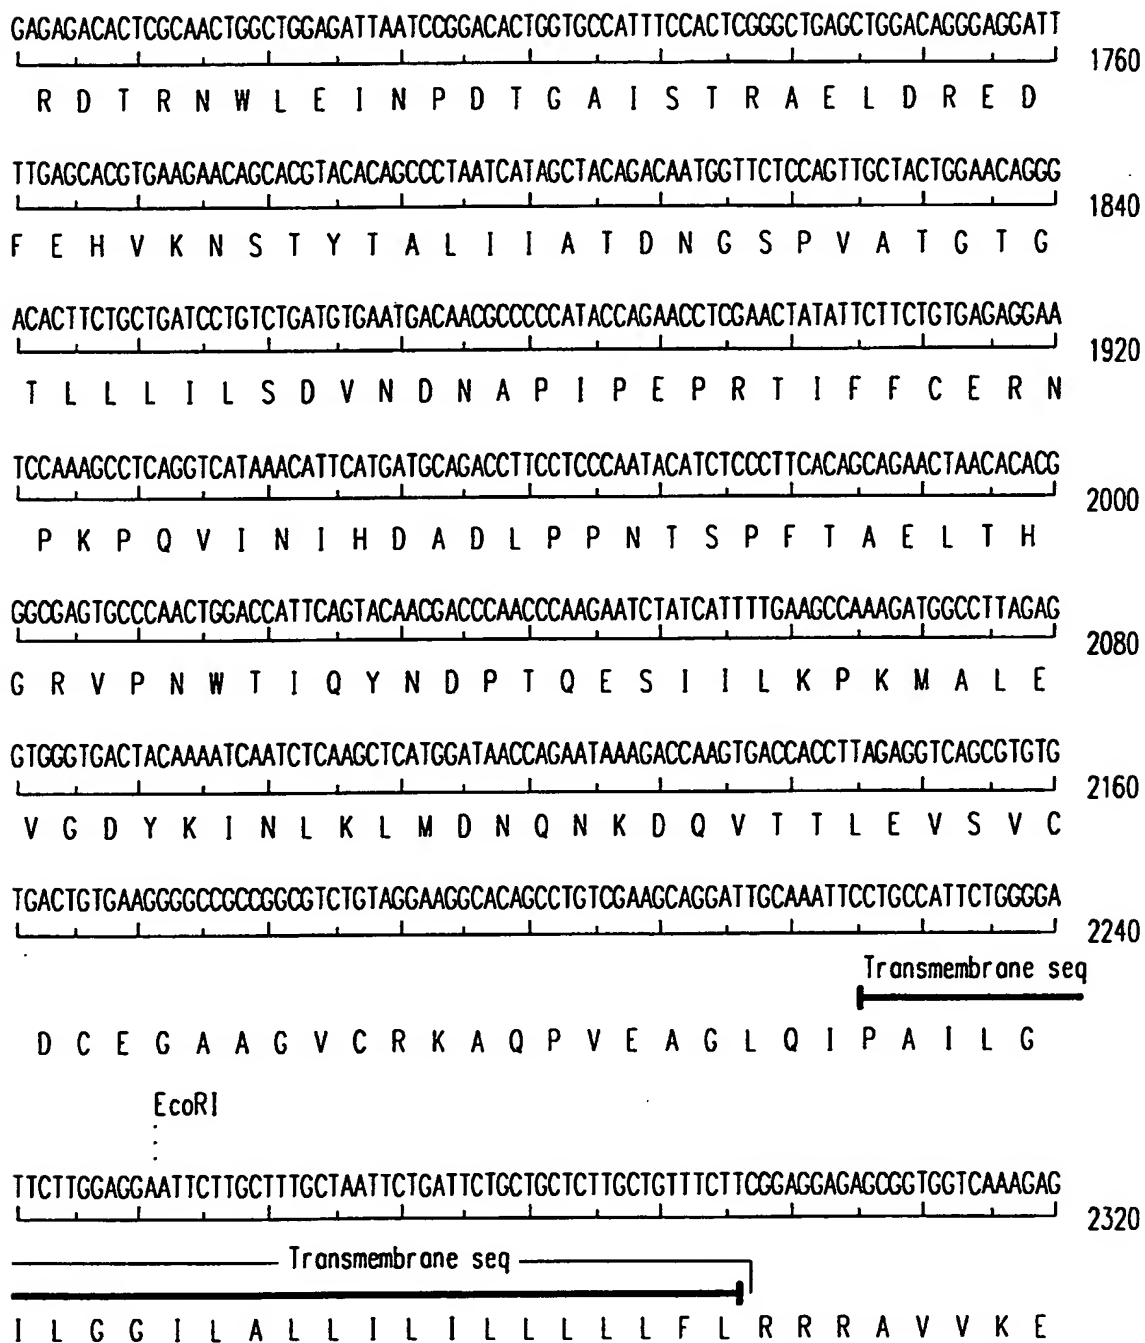 GAGAGACACTCGCAACTGGCTGGAGATTAATCCGGACACTGGTGCCATTTCCACTCGGGCTGAGCTGGACAGGGAGGATT
1760
R D T R N W L E I N P D T G A I S T R A E L D R E D
TTGAGCACGTGAAGAACAGCACGTACACAGCCCTAATCATAGCTACAGACAATGGTTCTCCAGTTGCTACTGGAACAGGG
1840
F E H V K N S T Y T A L I I A T D N G S P V A T G T G
ACACTTCTGCTGATCCTGTCTGATGTGAATGACAACGCCCCCATACCAGAACCTCGAACTATATTCTTCTGTGAGAGGAA
1920
T L L L I L S D V N D N A P I P E P R T I F F C E R N
TCCAAAGCCTCAGGTCATAAACATTCATGATGCAGACCTTCCTCCCAATACATCTCCCTTCACAGCAGAACTAACACACG
2000
P K P Q V I N I H D A D L P P N T S P F T A E L T H
GGCGAGTGCCCAACTGGACCATTCAGTACAACGACCCAACCCAAGAATCTATCATTTTGAAGCCAAAGATGGCCTTAGAG
2080
G R V P N W T I Q Y N D P T Q E S I I L K P K M A L E
GTGGGTGACTACAAAATCAATCTCAAGCTCATGGATAACCAGAATAAAGACCAAGTGACCACCTTAGAGGTCAGCGTGTG
2160
V G D Y K I N L K L M D N Q N K D Q V T T L E V S V C
TGACTGTGAAGGGGCCGCCGGCGTCTGTAGGAAGGCACAGCCTGTCGAAGCAGGATTGCAAATTCCTGCCATTCTGGGGA
2240
Transmembrane seq
D C E G A A G V C R K A Q P V E A G L Q I P A I L G
EcoRI
TTCTTGGAGGAATTCTTGCTTTGCTAATTCTGATTCTGCTGCTCTTGCTGTTTCTTCGGAGGAGAGCGGTGGTCAAAGAG
2320
Transmembrane seq
I L G G I L A L L I L I L L L L L F L R R R A V V K E